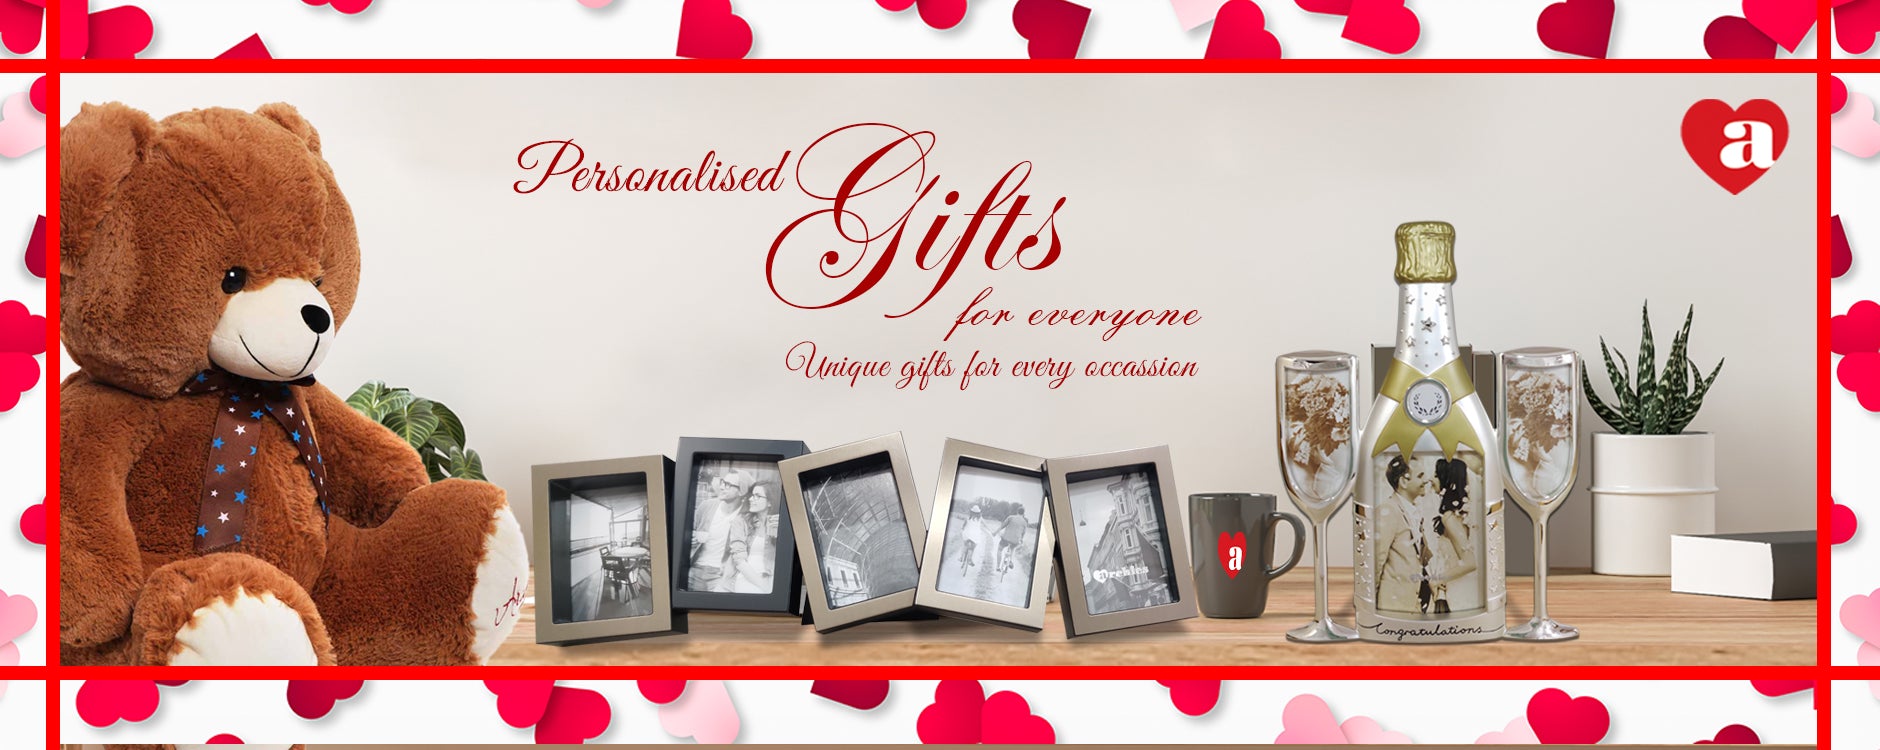 Personalised
Gifts
for everyone
Unique gifts for every occassion
a
a
Congratulations